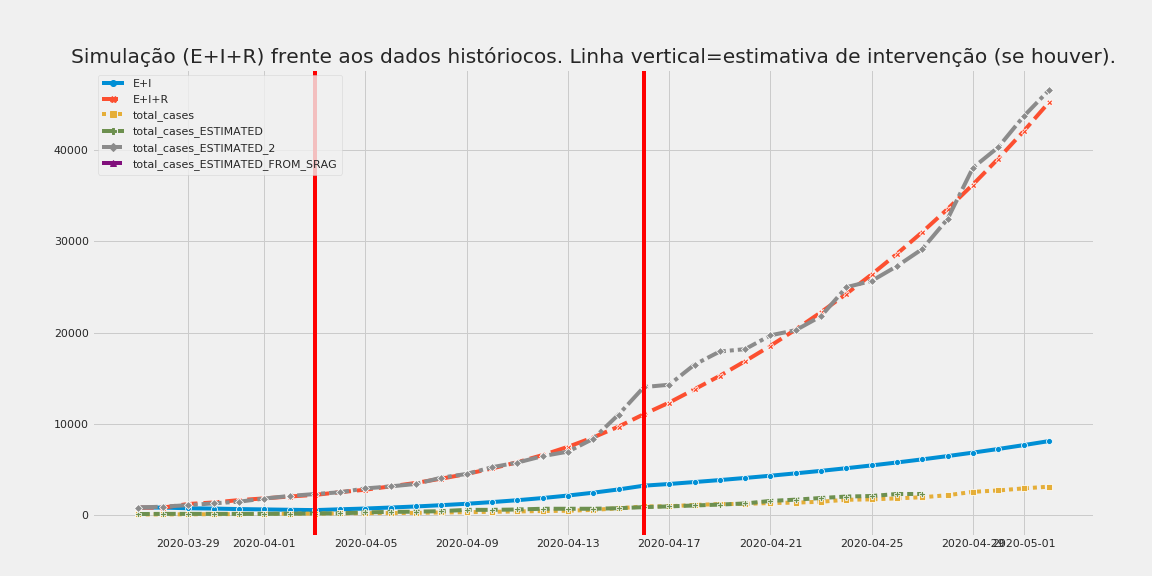 Simulação (E+I+R) frente aos dados históriocos. Linha vertical=estimativa de intervenção (se houver).
E+I
E+I+R
total_cases
total_cases_ESTIMATED
total_cases_ESTIMATED_2
total_cases_ESTIMATED_FROM_SRAG
40000
30000
20000
10000
0
2020-03-29 2020-04-01 2020-04-05 2020-04-09 2020-04-13 2020-04-17 2020-04-21 2020-04-25 2020-04-29 2020-05-01